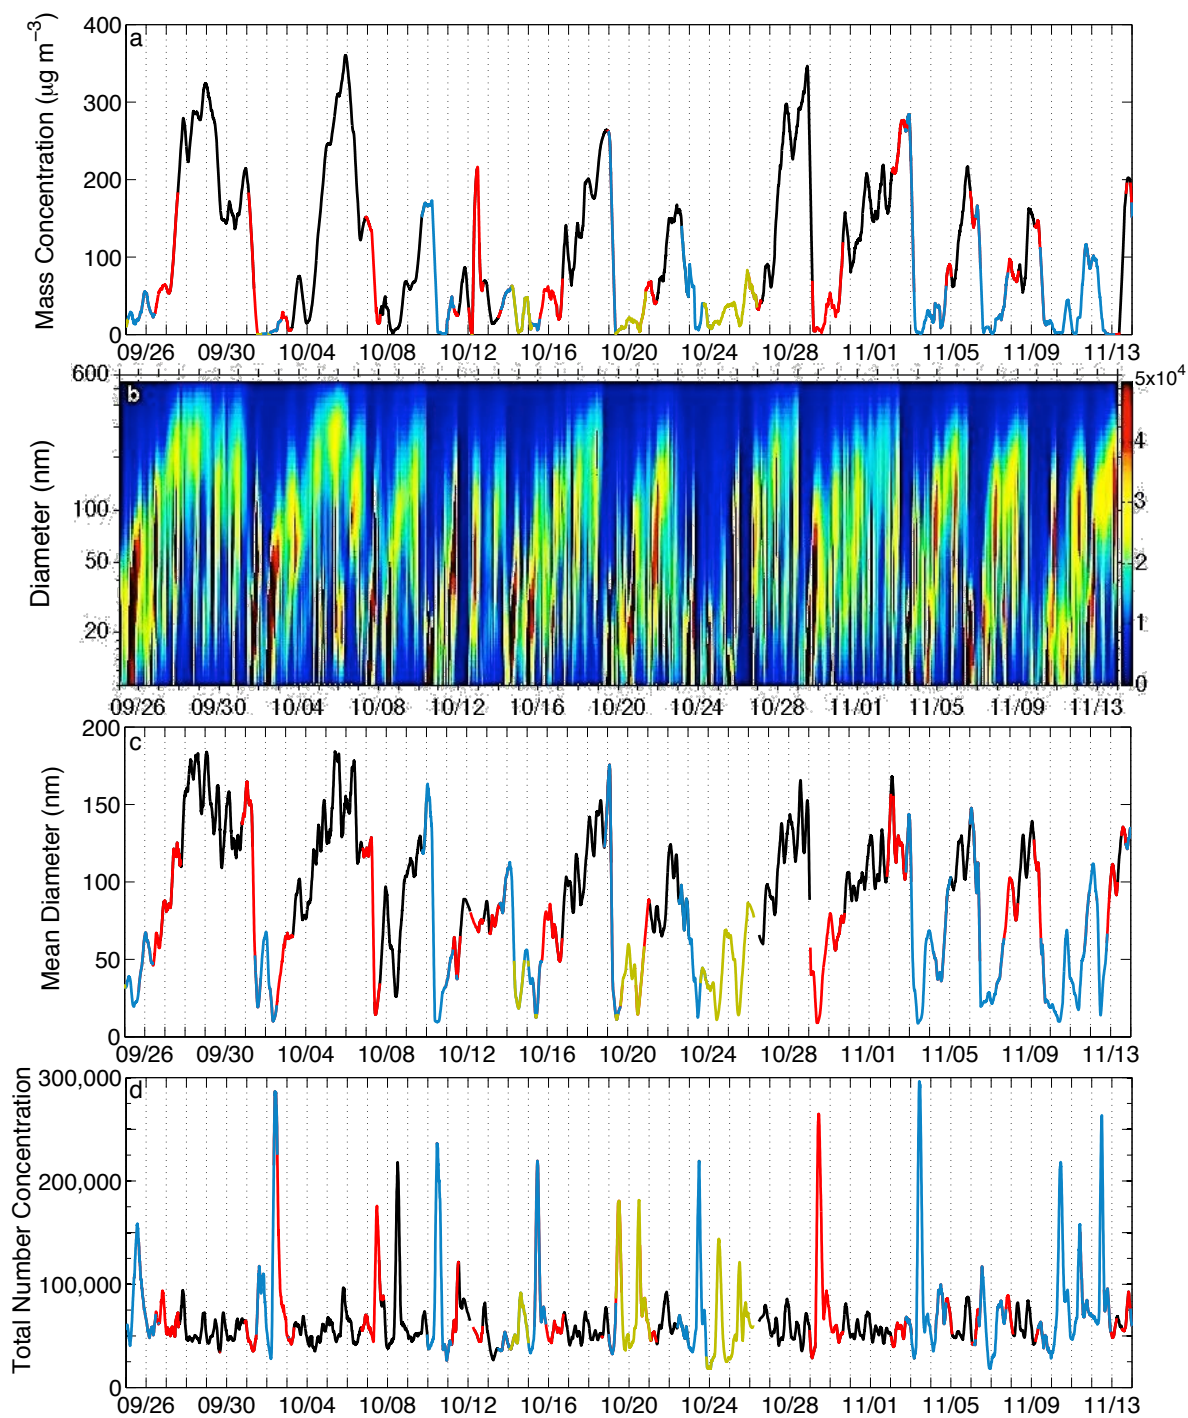 Mass Concentration (µg m−3)
400
300
200
100
0
a
09/26 09/30 10/04 10/08 10/12 10/16 10/20 10/24 10/28 11/01 11/05 11/09 11/13
Diameter (nm)
600
100
50
20
b
5x104
4
3
2
1
0
09/26 09/30 10/04 10/08 10/12 10/16 10/20 10/24 10/28 11/01 11/05 11/09 11/13
Mean Diameter (nm)
200
150
100
50
0
c
09/26 09/30 10/04 10/08 10/12 10/16 10/20 10/24 10/28 11/01 11/05 11/09 11/13
Total Number Concentration
300,000
200,000
100,000
0
d
09/26 09/30 10/04 10/08 10/12 10/16 10/20 10/24 10/28 11/01 11/05 11/09 11/13